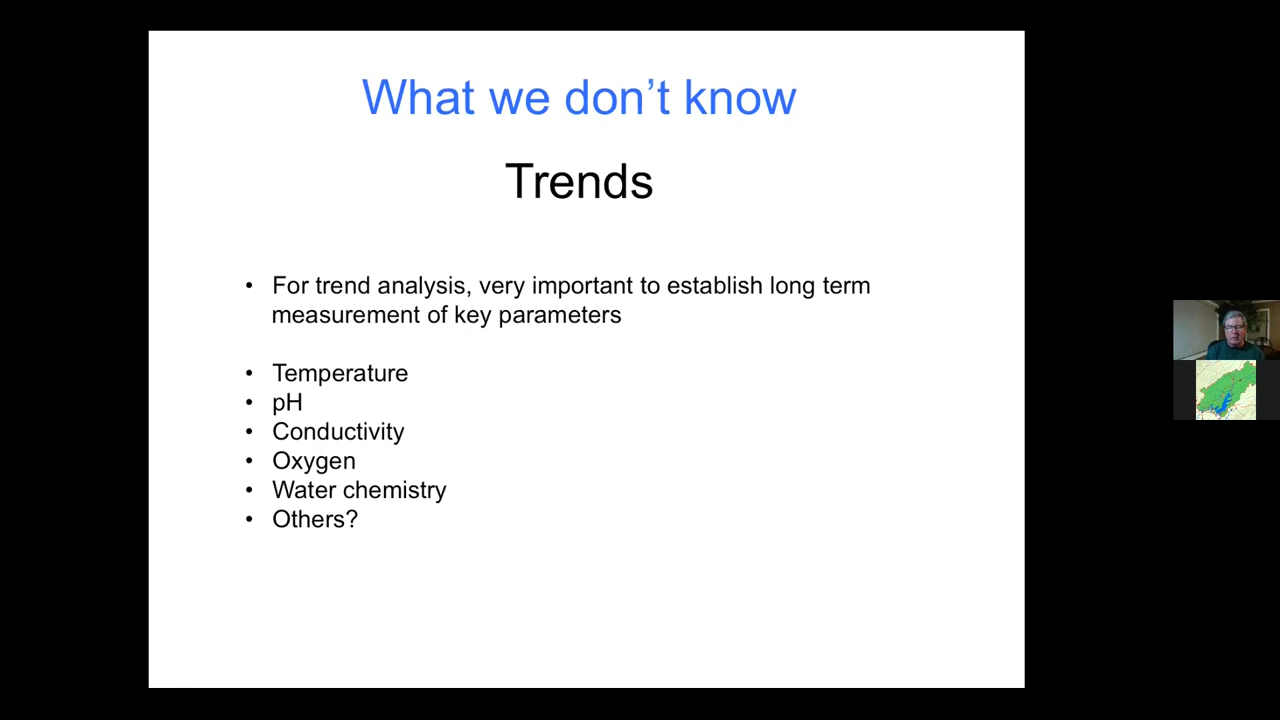 What we don’t know
Trends
• For trend analysis, very important to establish long term
measurement of key parameters
• Temperature
• pH
• Conductivity
• Oxygen
• Water chemistry
• Others?